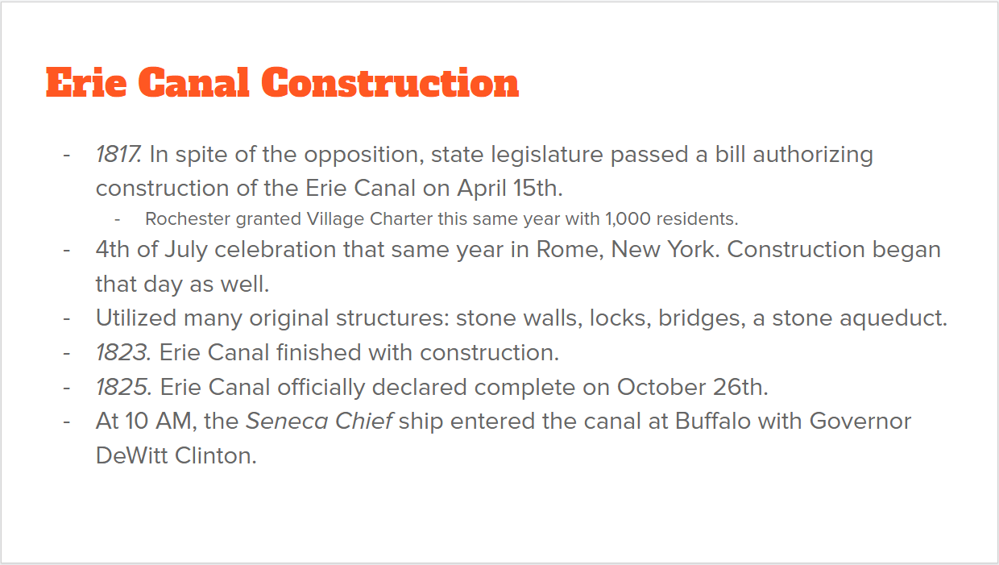 Erie Canal Construction
- 1817. In spite of the opposition, state legislature passed a bill authorizing
construction of the Erie Canal on April 15th.
- Rochester granted Village Charter this same year with 1,000 residents.
- 4th of July celebration that same year in Rome, New York. Construction began
that day as well.
- Utilized many original structures: stone walls, locks, bridges, a stone aqueduct.
- 1823. Erie Canal finished with construction.
- 1825. Erie Canal officially declared complete on October 26th.
- At 10 AM, the Seneca Chief ship entered the canal at Buffalo with Governor
DeWitt Clinton.